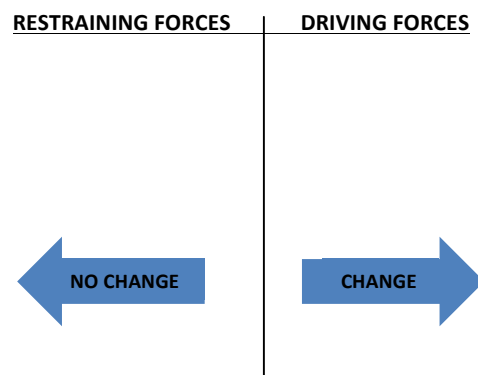 RESTRAINING FORCES
DRIVING FORCES
NO CHANGE
CHANGE